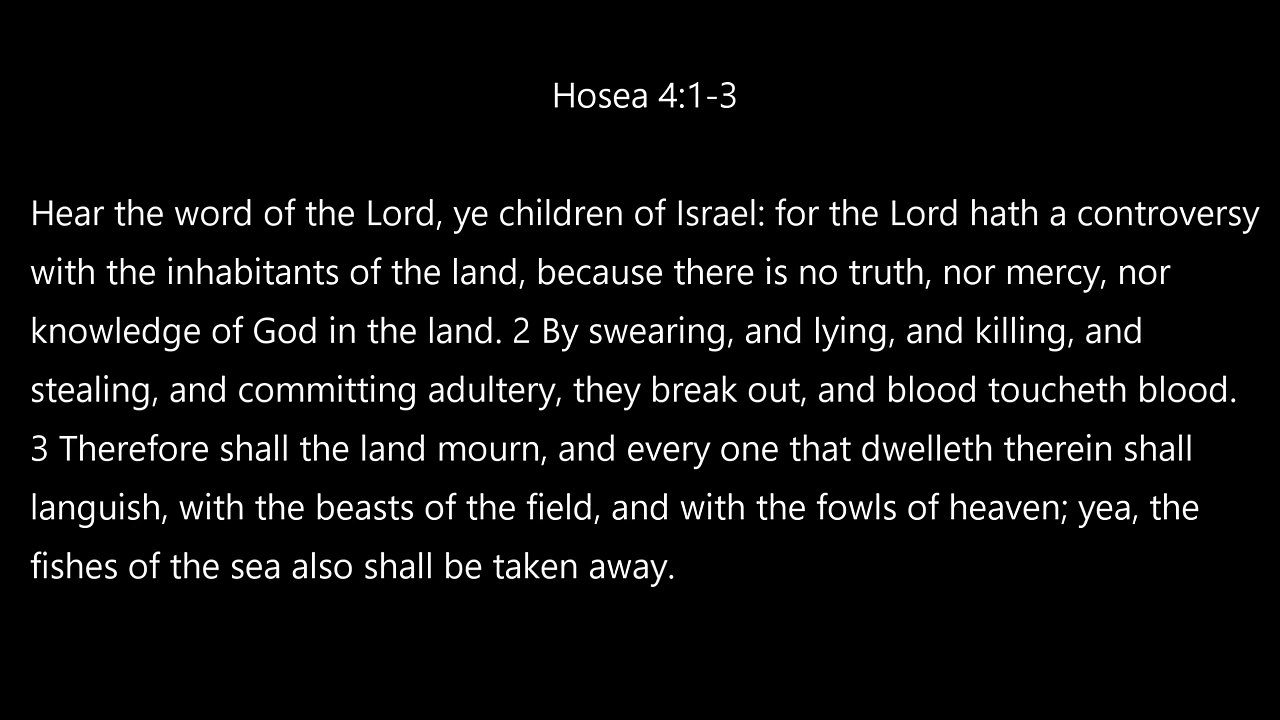 Hosea 4:1-3
Hear the word of the Lord, ye children of Israel: for the Lord hath a controversy
with the inhabitants of the land, because there is no truth, nor mercy, nor
knowledge of God in the land. 2 By swearing, and lying, and killing, and
stealing, and committing adultery, they break out, and blood toucheth blood.
3 Therefore shall the land mourn, and every one that dwelleth therein shall
languish, with the beasts of the field, and with the fowls of heaven; yea, the
fishes of the sea also shall be taken away.